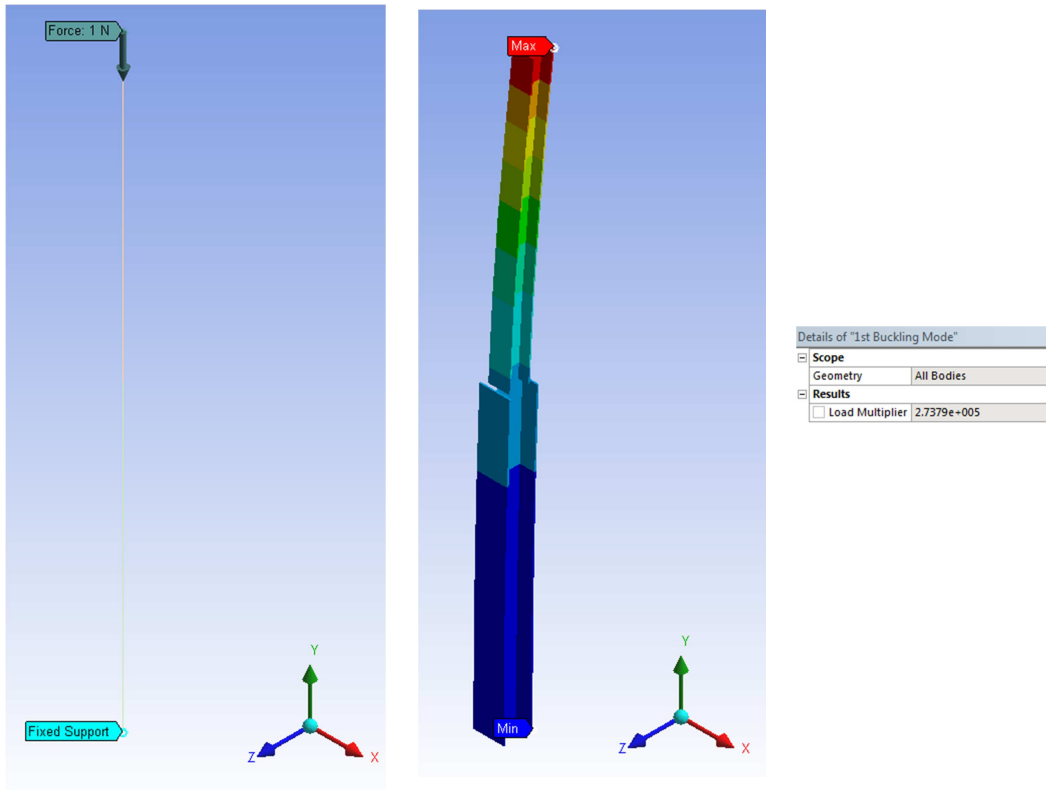 Force: 1 N
Max
Details of "1st Buckling Mode"
Scope
Geometry All Bodies
Results
Load Multiplier 2.7379e+005
Y
Y
Fixed Support
Min
Z
X
Z
X